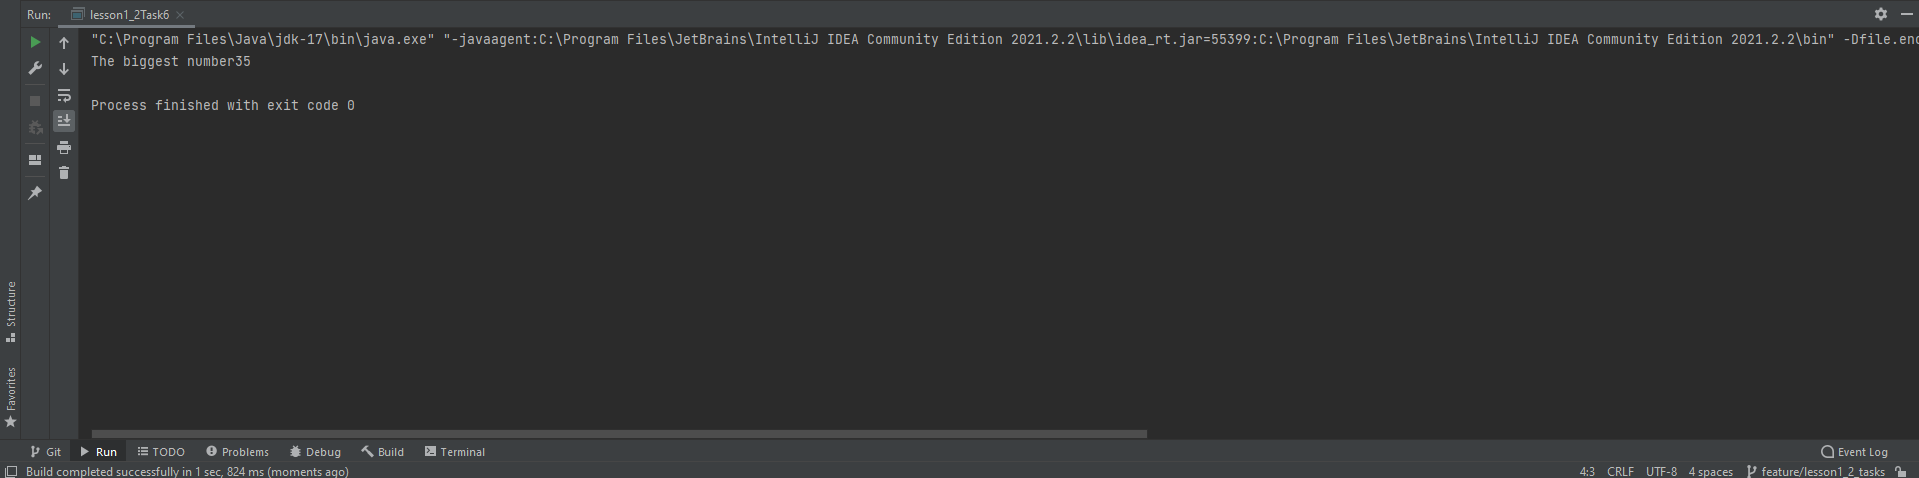 Run: lesson1_2Task6
"C:\Program Files\Java\jdk-17\bin\java.exe" "-javaagent:C:\Program Files\JetBrains\IntelliJ IDEA Community Edition 2021.2.2\lib\idea_rt.jar=55399:C:\Program Files\JetBrains\IntelliJ IDEA Community Edition 2021.2.2\bin" -Dfile.enc
The biggest number35
Process finished with exit code 0
Structure
Favorites
Git Run TODO Problems Debug Build Terminal Event Log
Build completed successfully in 1 sec, 824 ms (moments ago) 4:3 CRLF UTF-8 4 spaces feature/lesson1_2_tasks